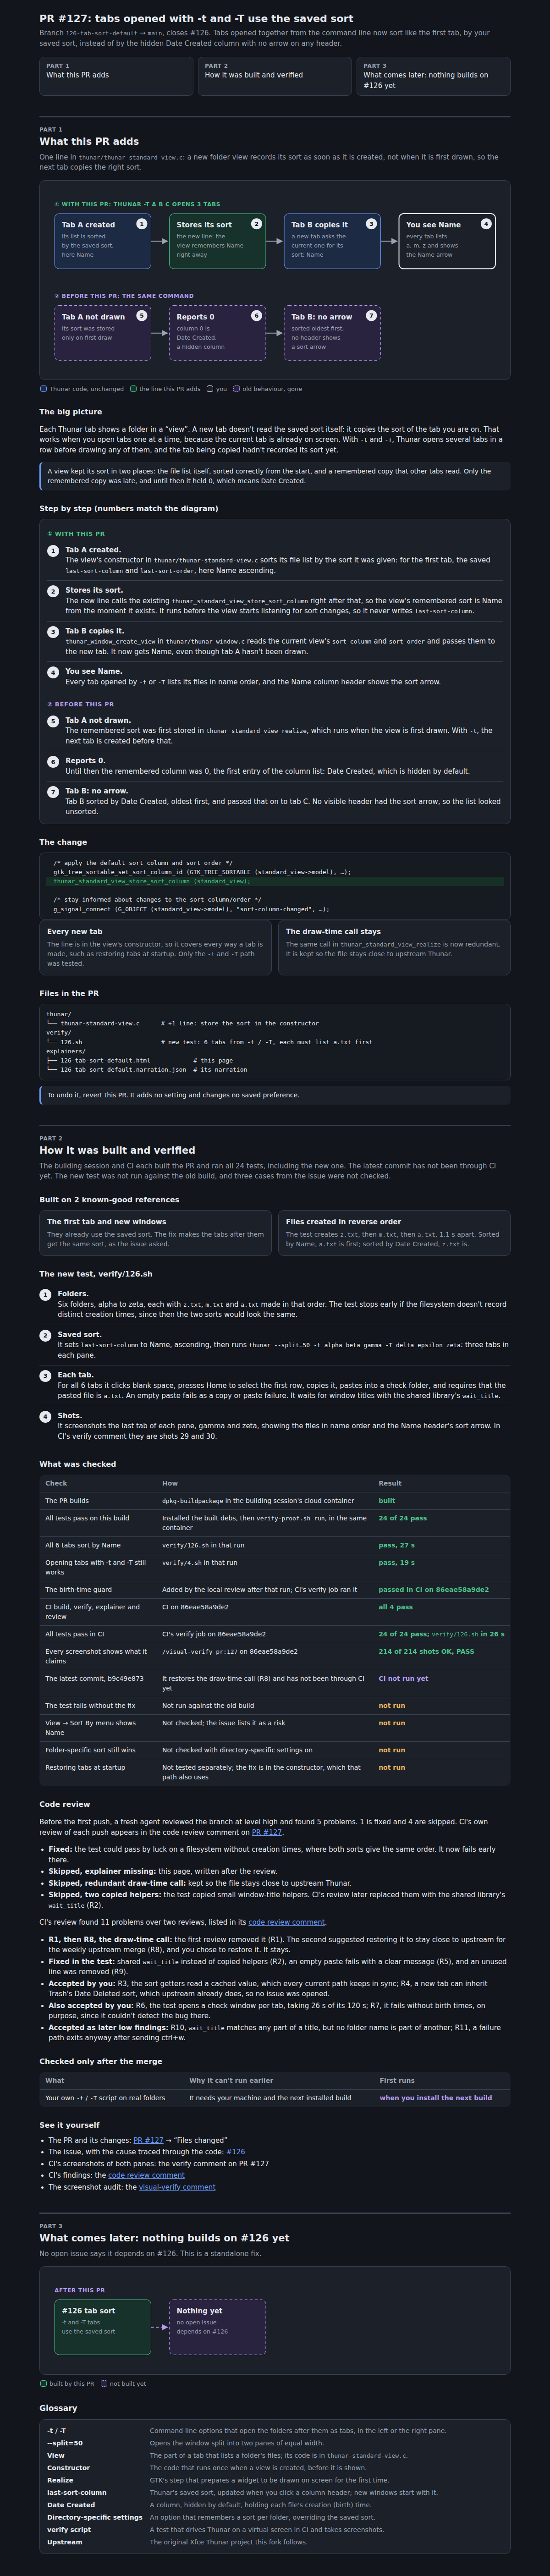 PR #127: tabs opened with -t and -T use the saved sort
Branch 126-tab-sort-default → main, closes #126. Tabs opened together from the command line now sort like the first tab, by your
saved sort, instead of by the hidden Date Created column with no arrow on any header.
PART 1
What this PR adds
PART 2
How it was built and verified
PART 3
What comes later: nothing builds on
#126 yet
PART 1
What this PR adds
One line in thunar/thunar-standard-view.c: a new folder view records its sort as soon as it is created, not when it is first drawn, so the
next tab copies the right sort.
① WITH THIS PR: THUNAR -T A B C OPENS 3 TABS
Tab A created
1
its list is sorted
by the saved sort,
here Name
Stores its sort
2
the new line: the
view remembers Name
right away
Tab B copies it
3
a new tab asks the
current one for its
sort: Name
You see Name
4
every tab lists
a, m, z and shows
the Name arrow
② BEFORE THIS PR: THE SAME COMMAND
Tab A not drawn
5
its sort was stored
only on first draw
Reports 0
6
column 0 is
Date Created,
a hidden column
Tab B: no arrow
7
sorted oldest first,
no header shows
a sort arrow
Thunar code, unchanged
the line this PR adds
you
old behaviour, gone
The big picture
Each Thunar tab shows a folder in a “view”. A new tab doesn't read the saved sort itself: it copies the sort of the tab you are on. That
works when you open tabs one at a time, because the current tab is already on screen. With -t and -T, Thunar opens several tabs in a
row before drawing any of them, and the tab being copied hadn't recorded its sort yet.
A view kept its sort in two places: the file list itself, sorted correctly from the start, and a remembered copy that other tabs read. Only the
remembered copy was late, and until then it held 0, which means Date Created.
Step by step (numbers match the diagram)
① WITH THIS PR
1
Tab A created.
The view's constructor in thunar/thunar-standard-view.c sorts its file list by the sort it was given: for the first tab, the saved
last-sort-column and last-sort-order, here Name ascending.
2
Stores its sort.
The new line calls the existing thunar_standard_view_store_sort_column right after that, so the view's remembered sort is Name
from the moment it exists. It runs before the view starts listening for sort changes, so it never writes last-sort-column.
3
Tab B copies it.
thunar_window_create_view in thunar/thunar-window.c reads the current view's sort-column and sort-order and passes them to
the new tab. It now gets Name, even though tab A hasn't been drawn.
4
You see Name.
Every tab opened by -t or -T lists its files in name order, and the Name column header shows the sort arrow.
② BEFORE THIS PR
5
Tab A not drawn.
The remembered sort was first stored in thunar_standard_view_realize, which runs when the view is first drawn. With -t, the
next tab is created before that.
6
Reports 0.
Until then the remembered column was 0, the first entry of the column list: Date Created, which is hidden by default.
7
Tab B: no arrow.
Tab B sorted by Date Created, oldest first, and passed that on to tab C. No visible header had the sort arrow, so the list looked
unsorted.
The change
/* apply the default sort column and sort order */
gtk_tree_sortable_set_sort_column_id (GTK_TREE_SORTABLE (standard_view->model), …);
thunar_standard_view_store_sort_column (standard_view);
/* stay informed about changes to the sort column/order */
g_signal_connect (G_OBJECT (standard_view->model), "sort-column-changed", …);
Every new tab
The line is in the view's constructor, so it covers every way a tab is
made, such as restoring tabs at startup. Only the -t and -T path
was tested.
The draw-time call stays
The same call in thunar_standard_view_realize is now redundant.
It is kept so the file stays close to upstream Thunar.
Files in the PR
thunar/
└── thunar-standard-view.c # +1 line: store the sort in the constructor
verify/
└── 126.sh # new test: 6 tabs from -t / -T, each must list a.txt first
explainers/
├── 126-tab-sort-default.html # this page
└── 126-tab-sort-default.narration.json # its narration
To undo it, revert this PR. It adds no setting and changes no saved preference.
PART 2
How it was built and verified
The building session and CI each built the PR and ran all 24 tests, including the new one. The latest commit has not been through CI
yet. The new test was not run against the old build, and three cases from the issue were not checked.
Built on 2 known-good references
The first tab and new windows
They already use the saved sort. The fix makes the tabs after them
get the same sort, as the issue asked.
Files created in reverse order
The test creates z.txt, then m.txt, then a.txt, 1.1 s apart. Sorted
by Name, a.txt is first; sorted by Date Created, z.txt is.
The new test, verify/126.sh
1
Folders.
Six folders, alpha to zeta, each with z.txt, m.txt and a.txt made in that order. The test stops early if the filesystem doesn't record
distinct creation times, since then the two sorts would look the same.
2
Saved sort.
It sets last-sort-column to Name, ascending, then runs thunar --split=50 -t alpha beta gamma -T delta epsilon zeta: three tabs in
each pane.
3
Each tab.
For all 6 tabs it clicks blank space, presses Home to select the first row, copies it, pastes into a check folder, and requires that the
pasted file is a.txt. An empty paste fails as a copy or paste failure. It waits for window titles with the shared library's wait_title.
4
Shots.
It screenshots the last tab of each pane, gamma and zeta, showing the files in name order and the Name column header's sort arrow. In
CI's verify comment they are shots 29 and 30.
What was checked
Check How Result
The PR builds dpkg-buildpackage in the building session's cloud container built
All tests pass on this build Installed the built debs, then verify-proof.sh run, in the same
container 24 of 24 pass
All 6 tabs sort by Name verify/126.sh in that run pass, 27 s
Opening tabs with -t and -T still
works verify/4.sh in that run pass, 19 s
The birth-time guard Added by the local review after that run; CI's verify job ran it passed in CI on 86eae58a9de2
CI build, verify, explainer and
review CI on 86eae58a9de2 all 4 pass
All tests pass in CI CI's verify job on 86eae58a9de2 24 of 24 pass; verify/126.sh in 26 s
Every screenshot shows what it
claims /visual-verify pr:127 on 86eae58a9de2 214 of 214 shots OK, PASS
The latest commit, b9c49e873 It restores the draw-time call (R8) and has not been through CI
yet CI not run yet
The test fails without the fix Not run against the old build not run
View → Sort By menu shows
Name Not checked; the issue lists it as a risk not run
Folder-specific sort still wins Not checked with directory-specific settings on not run
Restoring tabs at startup Not tested separately; the fix is in the constructor, which that
path also uses not run
Code review
Before the first push, a fresh agent reviewed the branch at level high and found 5 problems. 1 is fixed and 4 are skipped. CI's own
review of each push appears in the code review comment on PR #127.
• Fixed: the test could pass by luck on a filesystem without creation times, where both sorts give the same order. It now fails early
there.
• Skipped, explainer missing: this page, written after the review.
• Skipped, redundant draw-time call: kept so the file stays close to upstream Thunar.
• Skipped, two copied helpers: the test copied small window-title helpers. CI's review later replaced them with the shared library's
wait_title (R2).
CI's review found 11 problems over two reviews, listed in its code review comment.
• R1, then R8, the draw-time call: the first review removed it (R1). The second suggested restoring it to stay close to upstream for
the weekly upstream merge (R8), and you chose to restore it. It stays.
• Fixed in the test: shared wait_title instead of copied helpers (R2), an empty paste fails with a clear message (R5), and an unused
line was removed (R9).
• Accepted by you: R3, the sort getters read a cached value, which every current path keeps in sync; R4, a new tab can inherit
Trash's Date Deleted sort, which upstream already does, so no issue was opened.
• Also accepted by you: R6, the test opens a check window per tab, taking 26 s of its 120 s; R7, it fails without birth times, on
purpose, since it couldn't detect the bug there.
• Accepted as later low findings: R10, wait_title matches any part of a title, but no folder name is part of another; R11, a failure
path exits anyway after sending ctrl+w.
Checked only after the merge
What Why it can't run earlier First runs
Your own -t / -T script on real folders It needs your machine and the next installed build when you install the next build
See it yourself
• The PR and its changes: PR #127 → “Files changed”
• The issue, with the cause traced through the code: #126
• CI's screenshots of both panes: the verify comment on PR #127
• CI's findings: the code review comment
• The screenshot audit: the visual-verify comment
PART 3
What comes later: nothing builds on #126 yet
No open issue says it depends on #126. This is a standalone fix.
AFTER THIS PR
#126 tab sort
-t and -T tabs
use the saved sort
Nothing yet
no open issue
depends on #126
built by this PR
not built yet
Glossary
-t / -T Command-line options that open the folders after them as tabs, in the left or the right pane.
--split=50 Opens the window split into two panes of equal width.
View The part of a tab that lists a folder's files; its code is in thunar-standard-view.c.
Constructor The code that runs once when a view is created, before it is shown.
Realize GTK's step that prepares a widget to be drawn on screen for the first time.
last-sort-column Thunar's saved sort, updated when you click a column header; new windows start with it.
Date Created A column, hidden by default, holding each file's creation (birth) time.
Directory-specific settings An option that remembers a sort per folder, overriding the saved sort.
verify script A test that drives Thunar on a virtual screen in CI and takes screenshots.
Upstream The original Xfce Thunar project this fork follows.